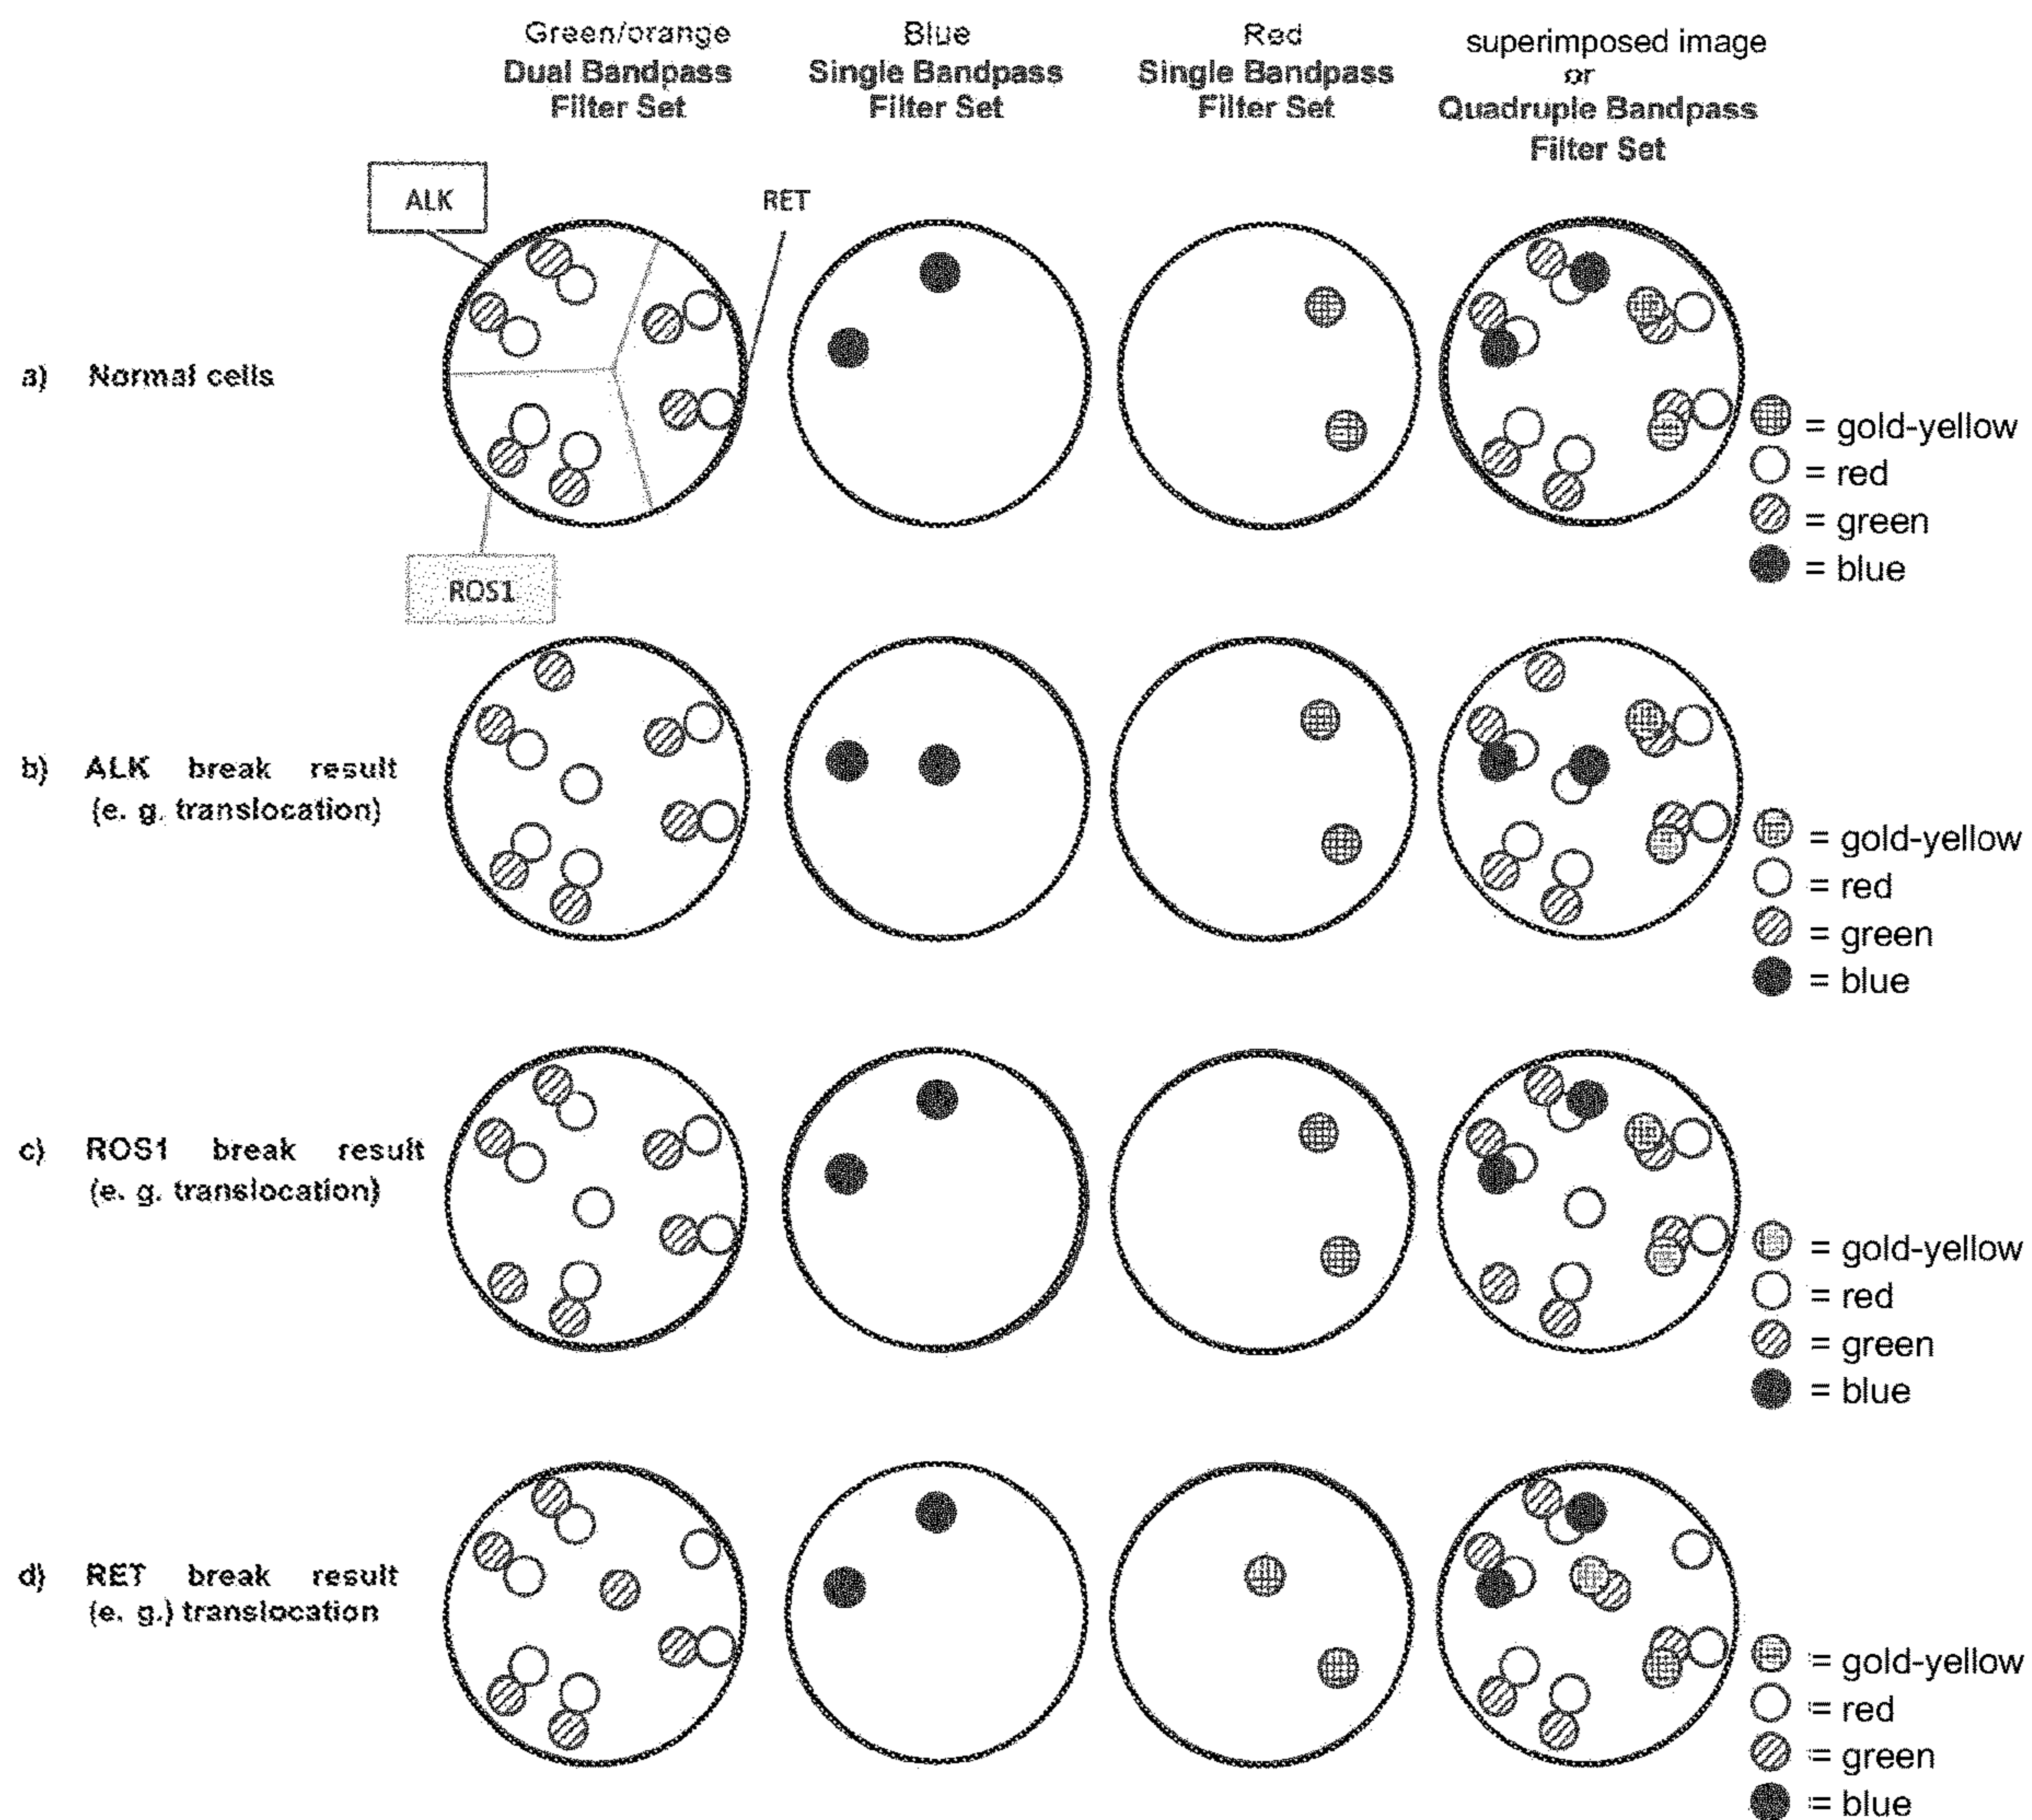 Green/orange
Dual Bandpass
Filter Set
Blue
Single Bandpass
Filter Set
Red
Single Bandpass
Filter Set
superimposed image
or
Quadruple Bandpass
Filter Set
ALK
RET
a) Normal cells
ROS1
= gold-yellow
= red
= green
= blue
b) ALK break result
(e. g. translocation)
= gold-yellow
= red
= green
= blue
c) ROS1 break result
(e. g. translocation)
= gold-yellow
= red
= green
= blue
d) RET break result
(e. g.) translocation
= gold-yellow
= red
= green
= blue